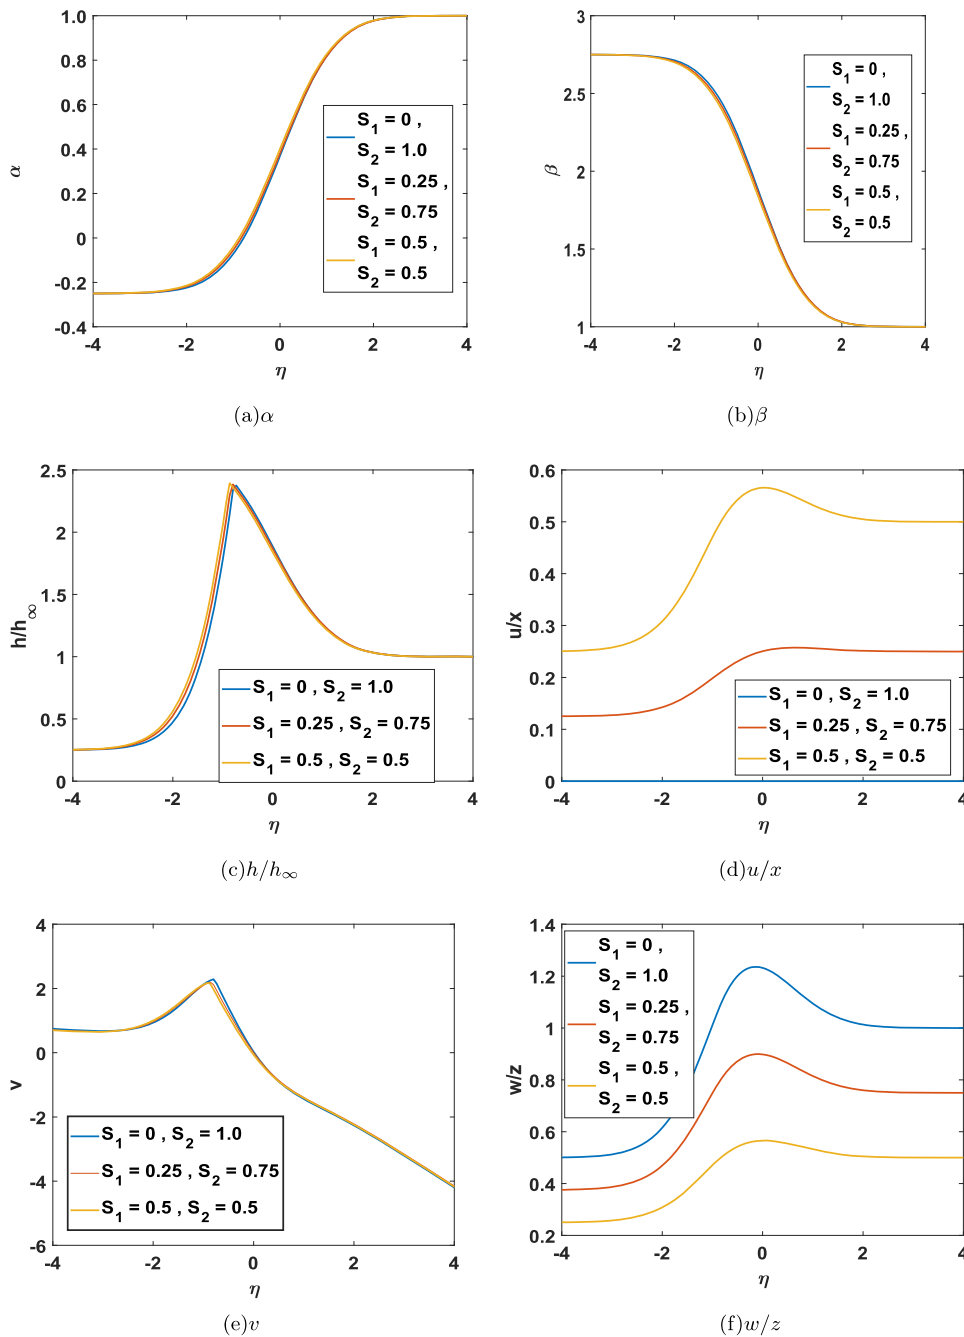 1.0
0.8
0.6
0.4
0.2
0
-0.2
-0.4
α
-4 -2 0 2 4
η
S1 = 0 ,
S2 = 1.0
S1 = 0.25 ,
S2 = 0.75
S1 = 0.5 ,
S2 = 0.5
(a)α
3
2.5
2
1.5
1
β
-4 -2 0 2 4
η
S1 = 0 ,
S2 = 1.0
S1 = 0.25 ,
S2 = 0.75
S1 = 0.5 ,
S2 = 0.5
(b)β
2.5
2
1.5
1
0.5
0
h/h∞
-4 -2 0 2 4
η
S1 = 0 , S2 = 1.0
S1 = 0.25 , S2 = 0.75
S1 = 0.5 , S2 = 0.5
(c)h/h∞
0.6
0.5
0.4
0.3
0.2
0.1
0
u/x
-4 -2 0 2 4
η
S1 = 0 , S2 = 1.0
S1 = 0.25 , S2 = 0.75
S1 = 0.5 , S2 = 0.5
(d)u/x
4
2
0
-2
-4
-6
v
-4 -2 0 2 4
η
S1 = 0 , S2 = 1.0
S1 = 0.25 , S2 = 0.75
S1 = 0.5 , S2 = 0.5
(e)v
1.4
1.2
1
0.8
0.6
0.4
0.2
w/z
-4 -2 0 2 4
η
S1 = 0 ,
S2 = 1.0
S1 = 0.25 ,
S2 = 0.75
S1 = 0.5 ,
S2 = 0.5
(f)w/z